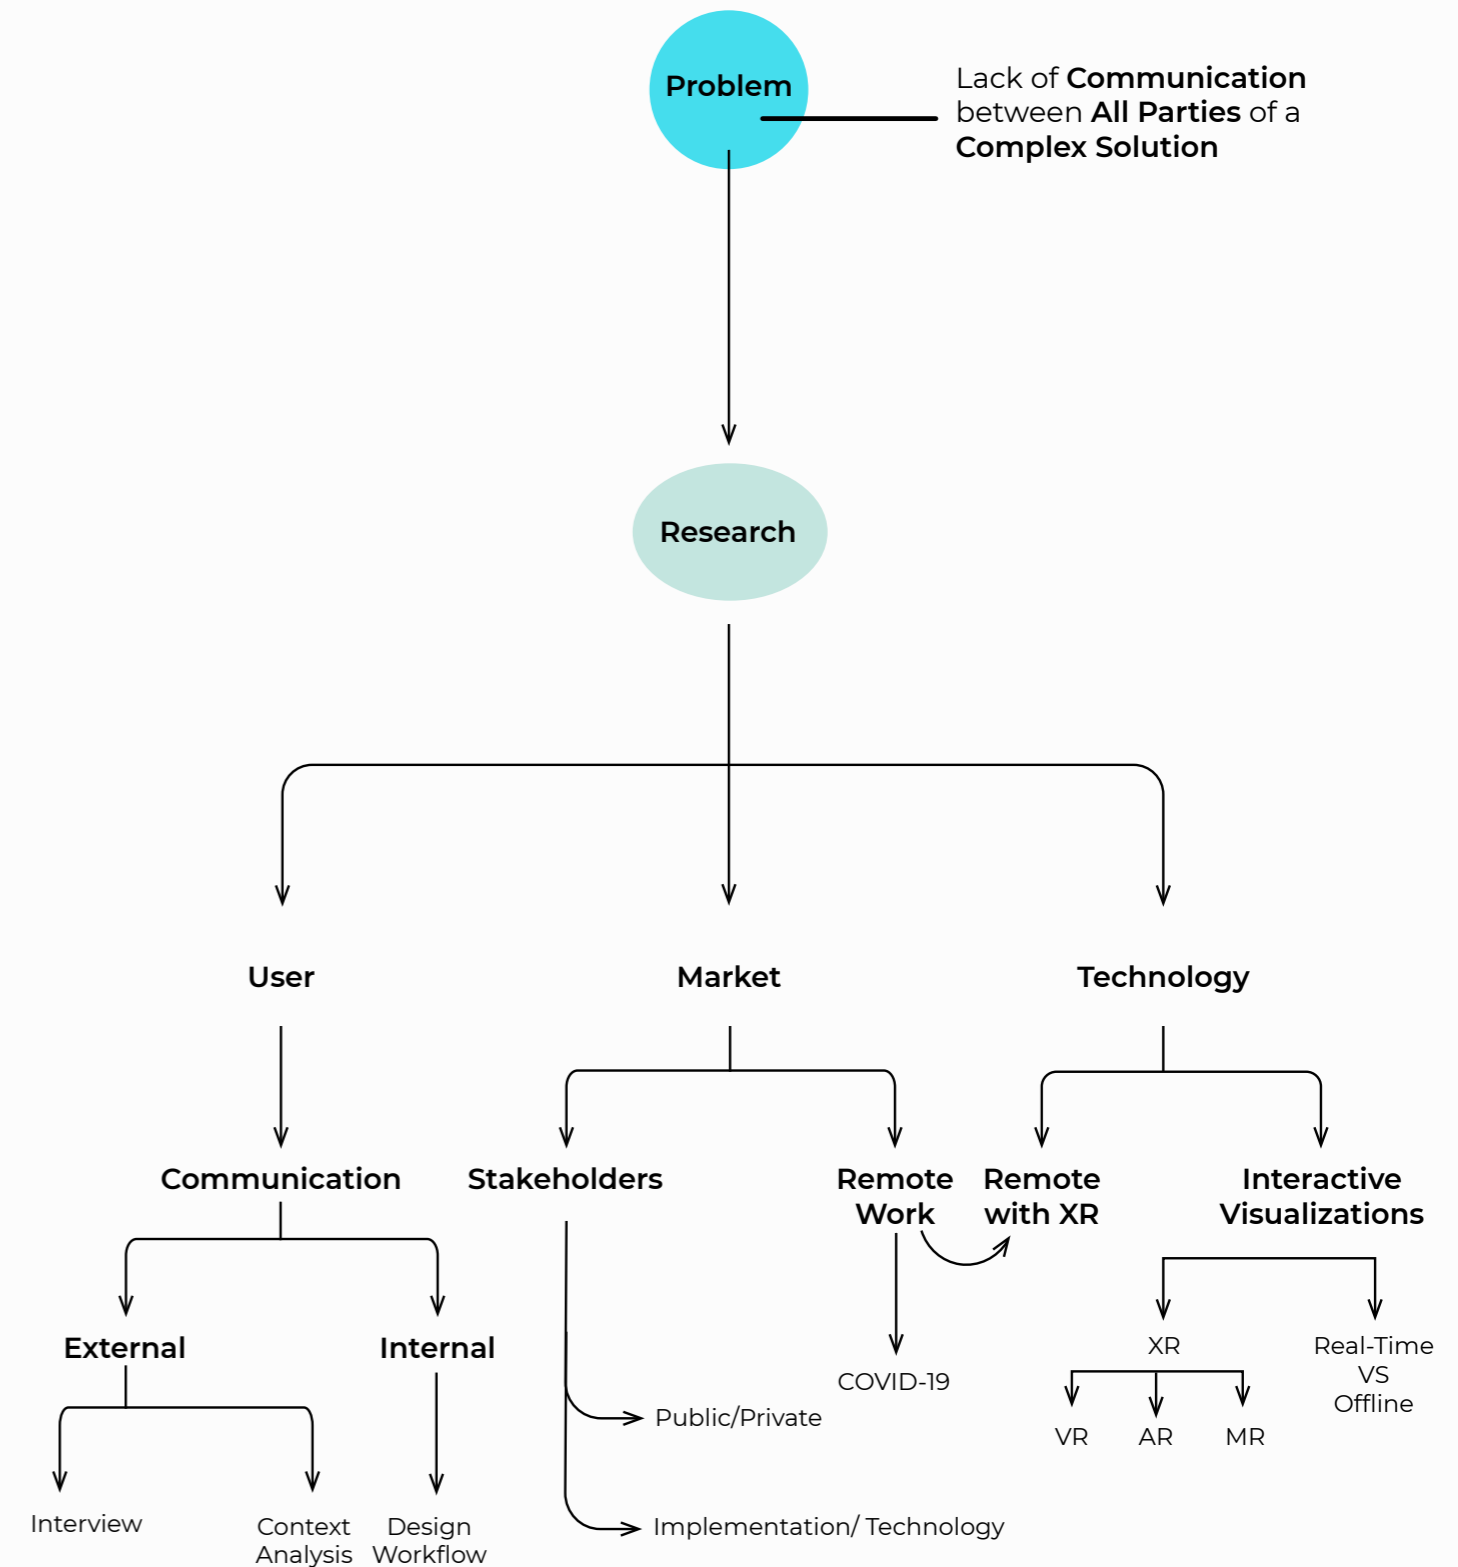 Problem
Lack of Communication
between All Parties of a
Complex Solution
Research
User
Market
Technology
Communication
Stakeholders
Remote
Work
Remote
with XR
Interactive
Visualizations
External
Internal
XR
Real-Time
VS
Offline
COVID-19
Public/Private
VR
AR
MR
Interview
Context
Analysis
Design
Workflow
Implementation/ Technology